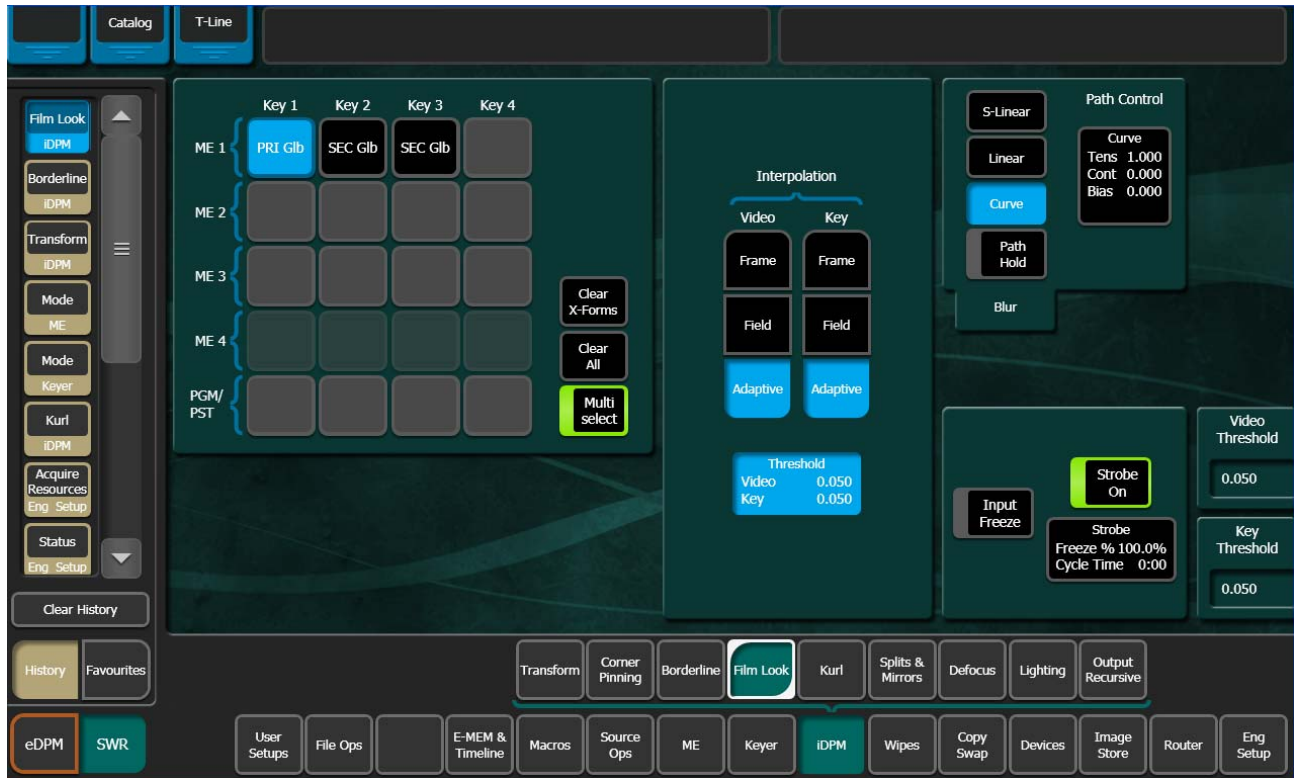 Catalog
T-Line
Film Look
iDPM
Borderline
iDPM
Transform
iDPM
Mode
ME
Mode
Keyer
Kurl
iDPM
Acquire
Resources
Eng Setup
Status
Eng Setup
Clear History
History
Favourites
eDPM
SWR
Key 1 Key 2 Key 3 Key 4
ME 1 PRI Glb SEC Glb SEC Glb
ME 2
ME 3
ME 4
PGM/
PST
Clear
X-Forms
Clear
All
Multi
select
Interpolation
Video Key
Frame Frame
Field Field
Adaptive Adaptive
Threshold
Video 0.050
Key 0.050
S-Linear
Linear
Curve
Path
Hold
Path Control
Curve
Tens 1.000
Cont 0.000
Bias 0.000
Blur
Input
Freeze
Strobe
On
Strobe
Freeze % 100.0%
Cycle Time 0:00
Video
Threshold
0.050
Key
Threshold
0.050
Transform
Corner
Pinning
Borderline
Film Look
Kurl
Splits &
Mirrors
Defocus
Lighting
Output
Recursive
User
Setups
File Ops
E-MEM &
Timeline
Macros
Source
Ops
ME
Keyer
iDPM
Wipes
Copy
Swap
Devices
Image
Store
Router
Eng
Setup